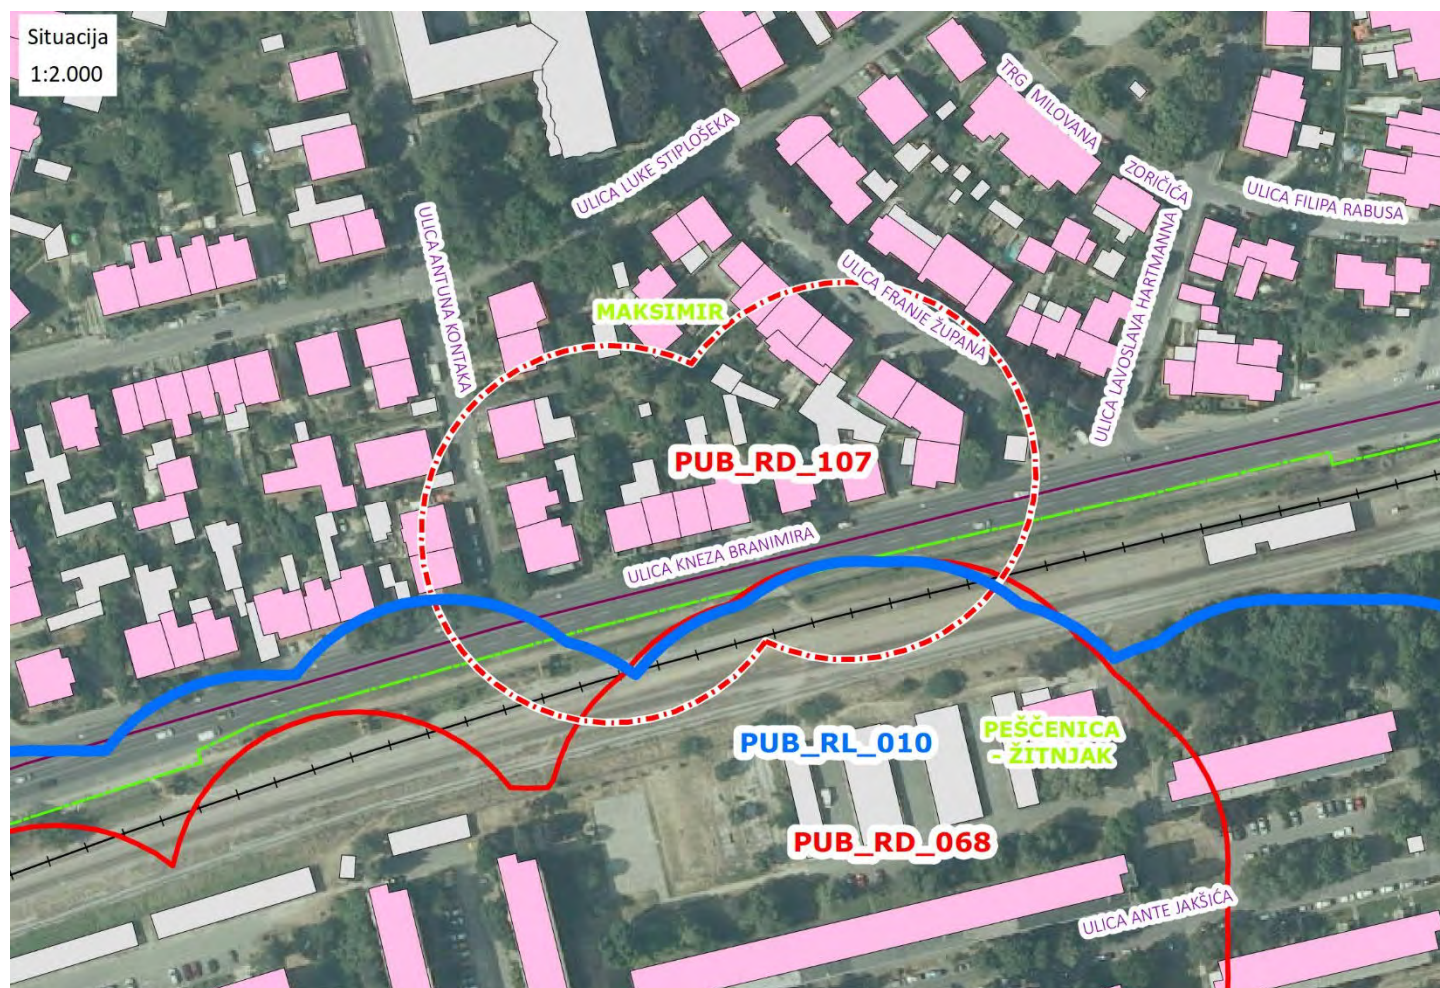 Situacija
1:2.000
TRG MILOVANA
ZORIČIĆA
ULICA LUKE STIPLOŠEKA
ULICA FILIPA RABUSA
ULICA ANTUNA KONTAKA
ULICA LAVOSLAVA HARTMANNA
ULICA FRANJE ŽUPANA
MAKSIMIR
PUB_RD_107
ULICA KNEZA BRANIMIRA
PUB_RL_010
PEŠČENICA
- ŽITNJAK
PUB_RD_068
ULICA ANTE JAKŠIĆA